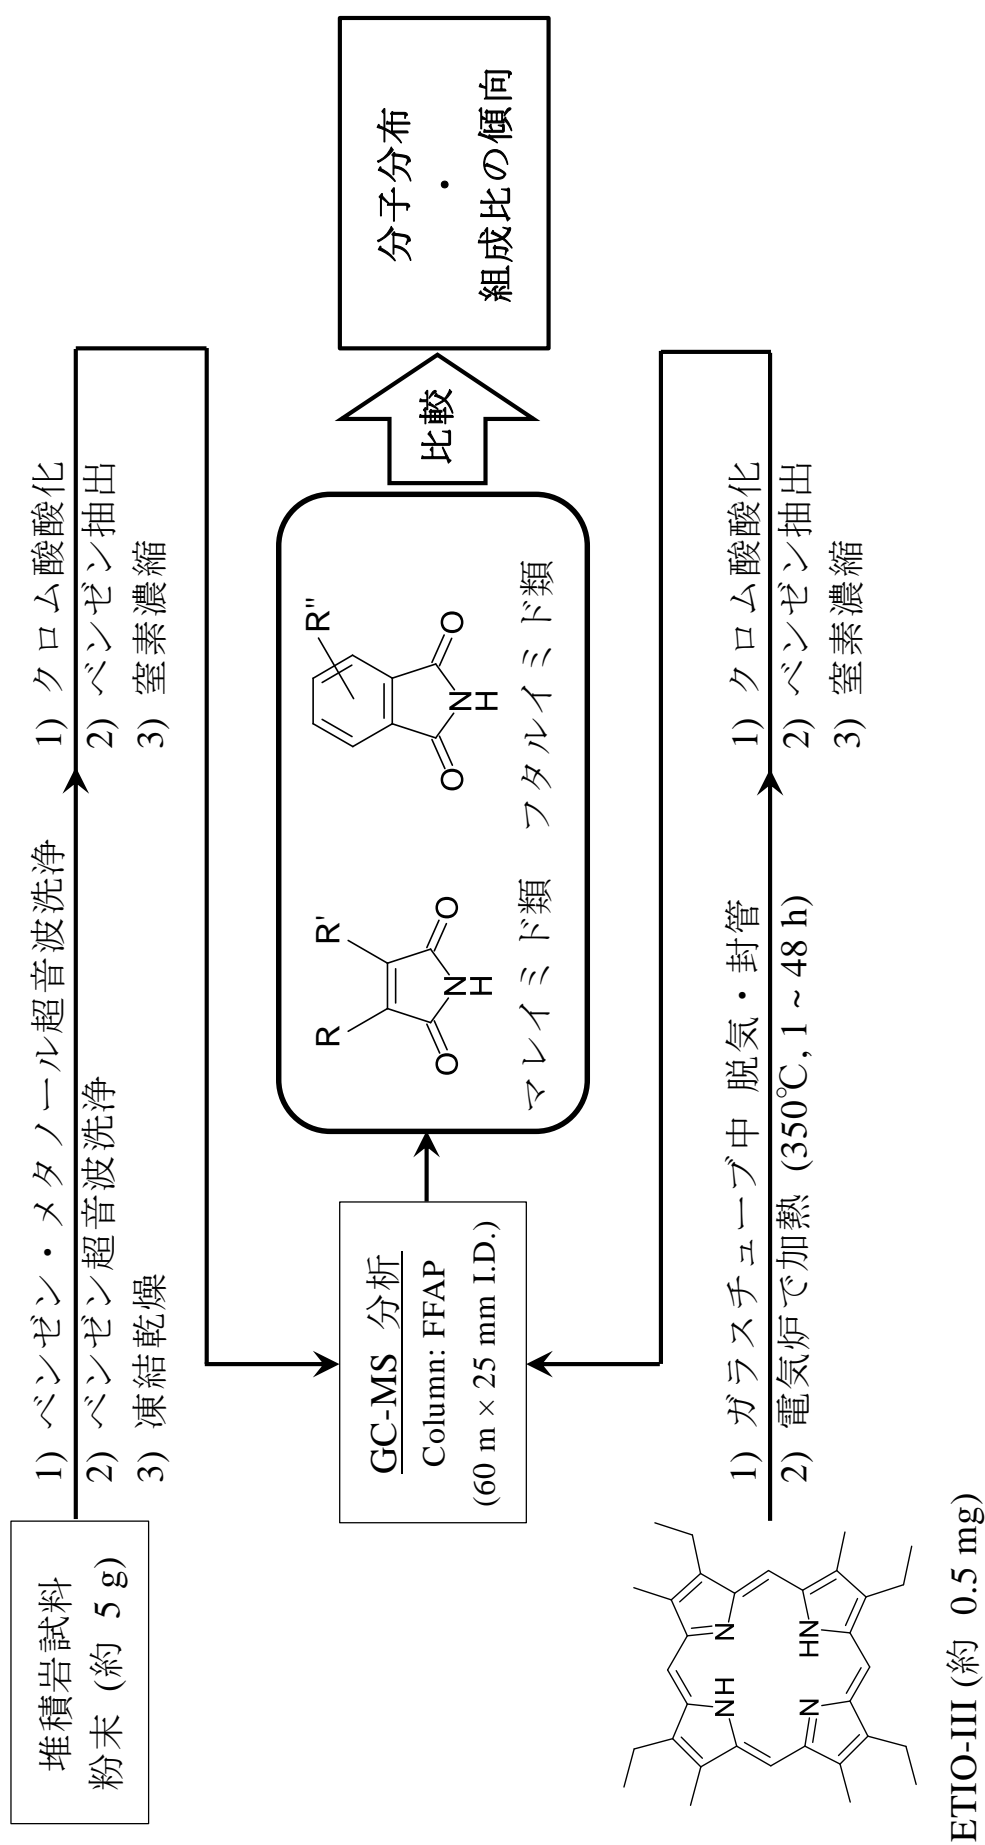 堆積岩試料
粉末 (約 5 g)
1) ベンゼン・メタノール超音波洗浄
2) ベンゼン超音波洗浄
3) 凍結乾燥
1) クロム酸酸化
2) ベンゼン抽出
3) 窒素濃縮
GC-MS 分析
Column: FFAP
(60 m × 25 mm I.D.)
R
R'
O
N
H
O
マレイミド類
R"
O
N
H
O
フタルイミド類
比較
分子分布
・
組成比の傾向
NH
N
N
HN
ETIO-III (約 0.5 mg)
1) ガラスチューブ中 脱気・封管
2) 電気炉で加熱 (350℃, 1 ~ 48 h)
1) クロム酸酸化
2) ベンゼン抽出
3) 窒素濃縮